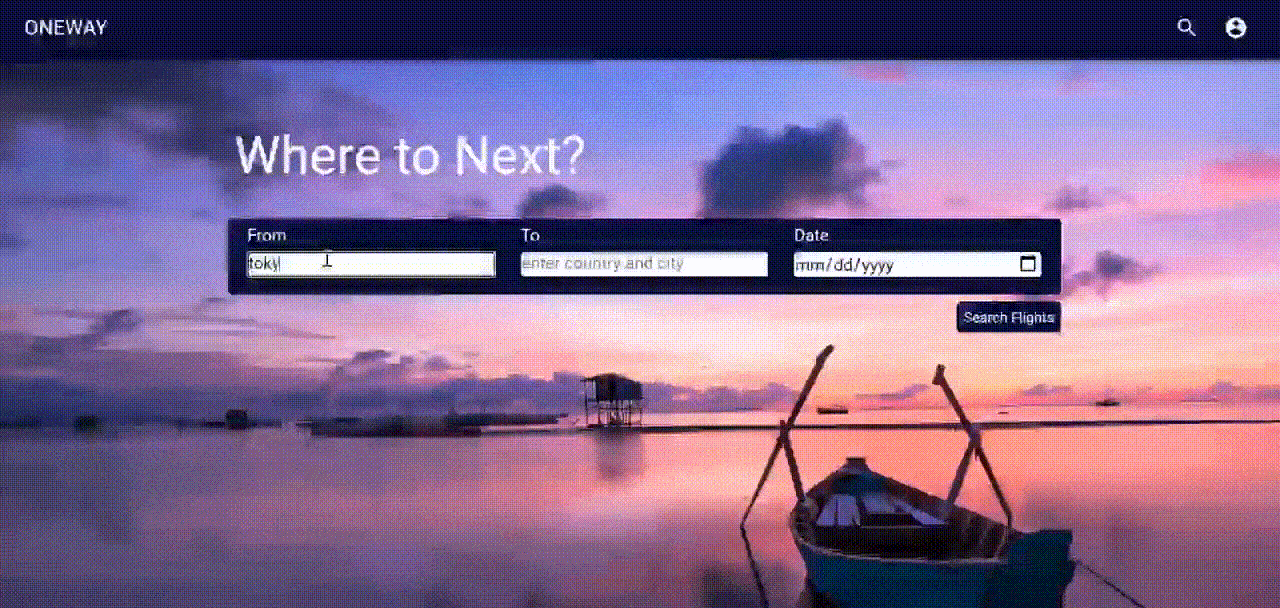 ONEWAY
Where to Next?
From To Date
toky enter country and city mm/dd/yyyy
Search Flights